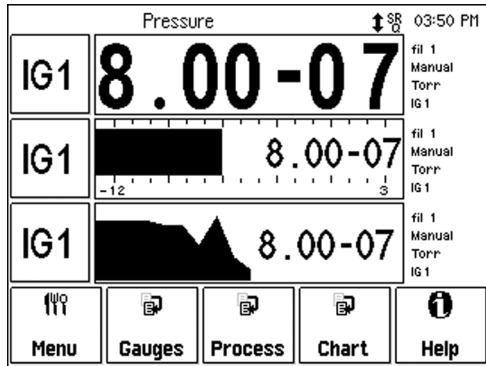 Pressure SRQ 03:50 PM
IG1 8.00-07 fil 1
Manual
Torr
IG1
IG1 8.00-07 fil 1
Manual
Torr
-12 3 IG1
IG1 8.00-07 fil 1
Manual
Torr
IG1
Menu Gauges Process Chart Help